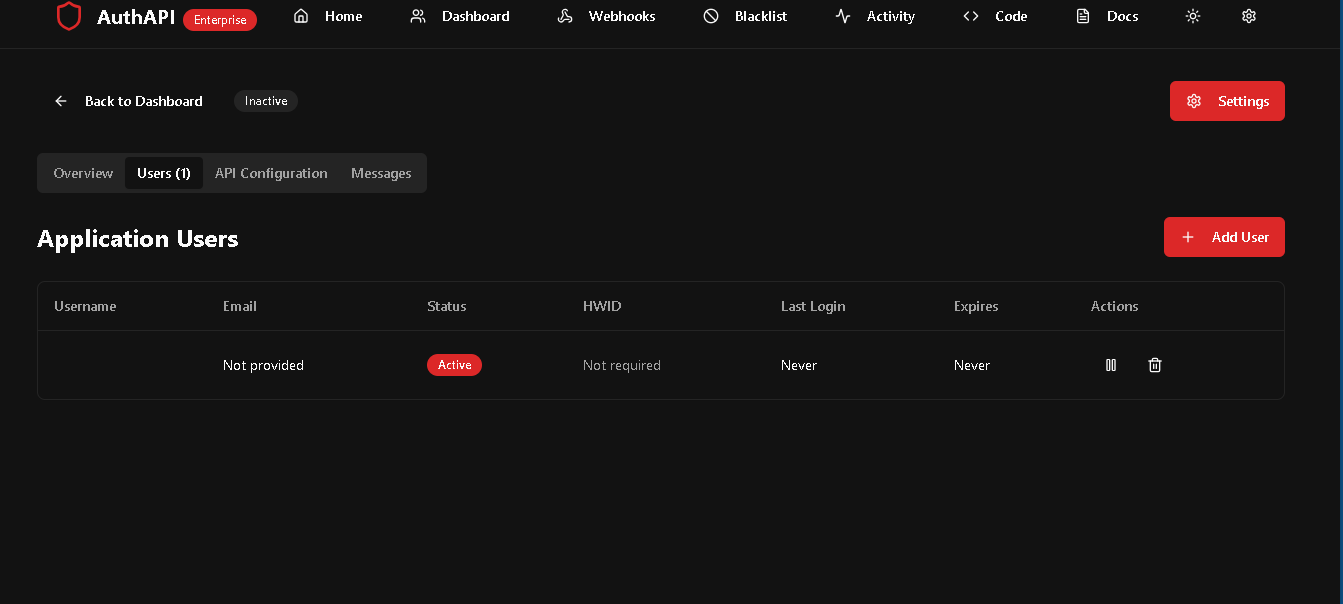 AuthAPI Enterprise Home Dashboard Webhooks Blacklist Activity Code Docs
Back to Dashboard Inactive Settings
Overview Users (1) API Configuration Messages
Application Users + Add User
Username Email Status HWID Last Login Expires Actions
Not provided Active Not required Never Never